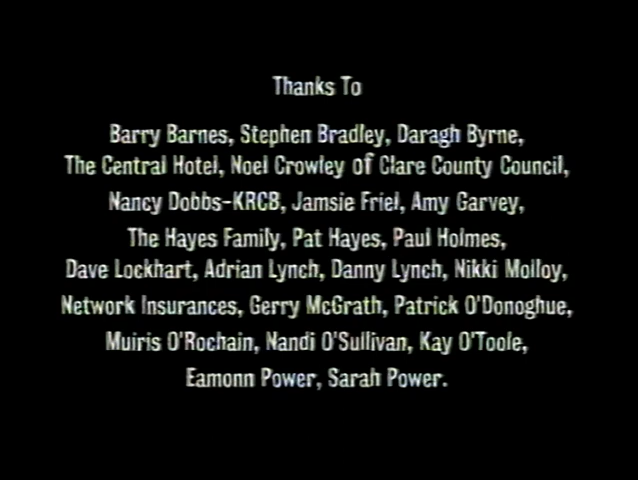 Thanks To
Barry Barnes, Stephen Bradley, Daragh Byrne,
The Central Hotel, Noel Crowley of Clare County Council,
Nancy Dobbs-KRCB, Jamsie Friel, Amy Garvey,
The Hayes Family, Pat Hayes, Paul Holmes,
Dave Lockhart, Adrian Lynch, Danny Lynch, Nikki Molloy,
Network Insurances, Gerry McGrath, Patrick O'Donoghue,
Muiris O'Rochain, Nandi O'Sullivan, Kay O'Toole,
Eamonn Power, Sarah Power.